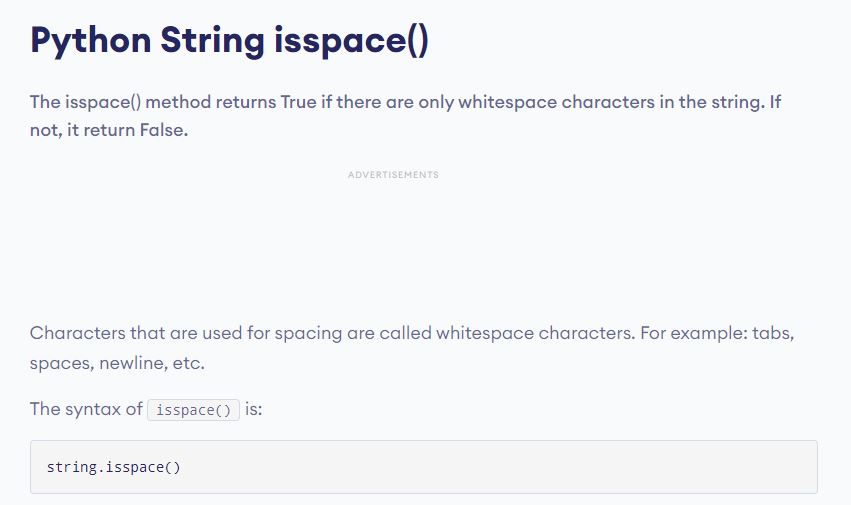 Python String isspace()
The isspace() method returns True if there are only whitespace characters in the string. If
not, it return False.
ADVERTISEMENTS
Characters that are used for spacing are called whitespace characters. For example: tabs,
spaces, newline, etc.
The syntax of isspace() is:
string.isspace()